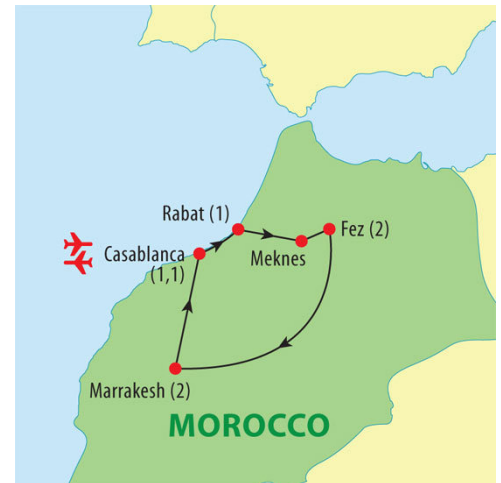 Rabat (1)
Fez (2)
Casablanca
(1,1)
Meknes
Marrakesh (2)
MOROCCO